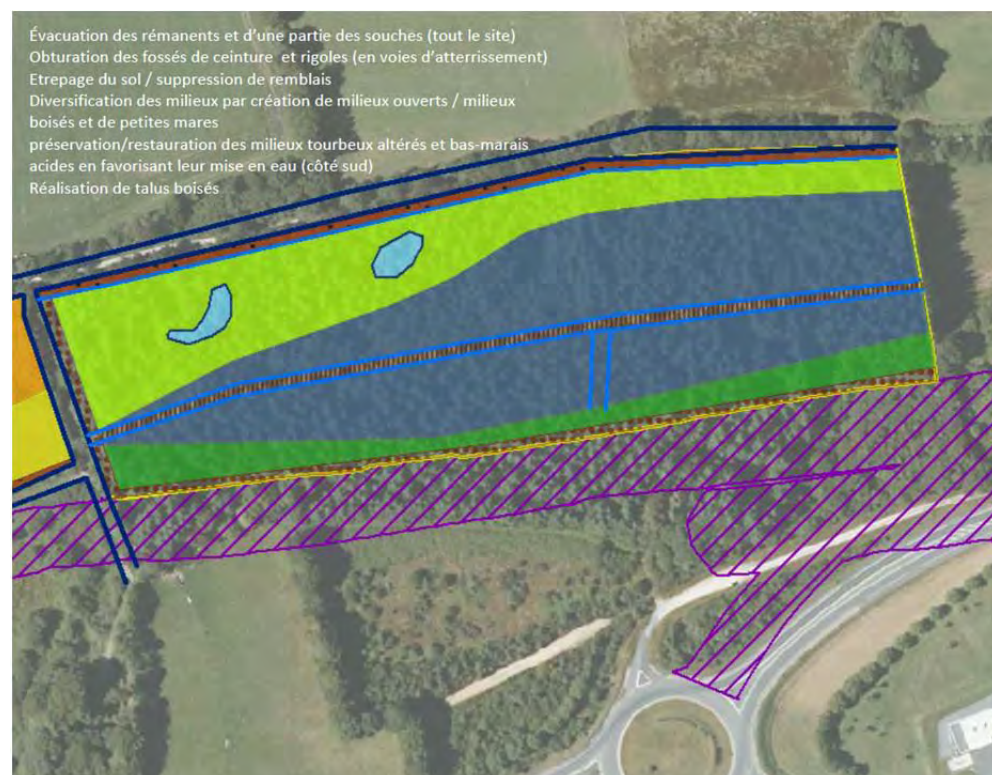 Évacuation des rémanents et d’une partie des souches (tout le site)
Obturation des fossés de ceinture et rigoles (en voies d’atterrissement)
Etrepage du sol / suppression de remblais
Diversification des milieux par création de milieux ouverts / milieux
boisés et de petites mares
préservation/restauration des milieux tourbeux altérés et bas-marais
acides en favorisant leur mise en eau (côté sud)
Réalisation de talus boisés